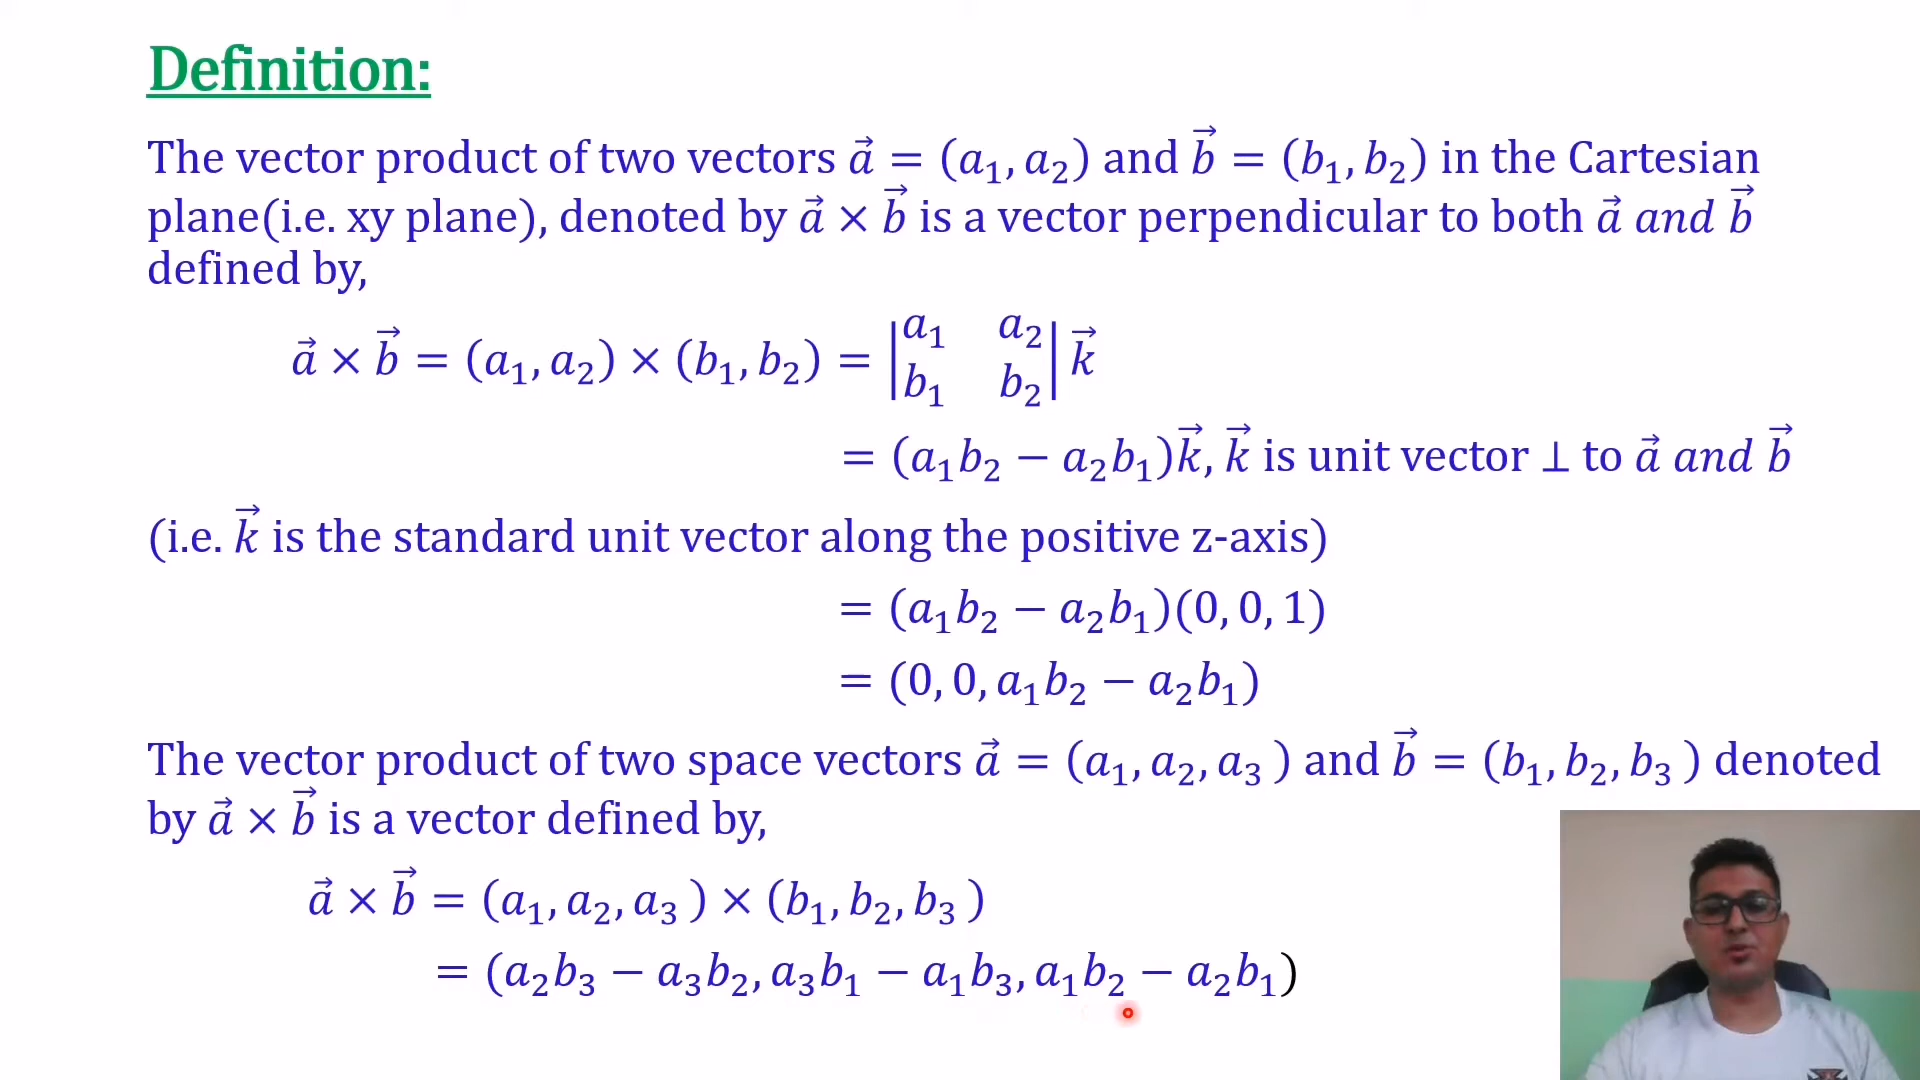 Definition:
The vector product of two vectors a⃗ = (a₁, a₂) and b⃗ = (b₁, b₂) in the Cartesian
plane(i.e. xy plane), denoted by a⃗ × b⃗ is a vector perpendicular to both a⃗ and b⃗
defined by,
a⃗ × b⃗ = (a₁, a₂) × (b₁, b₂) = |a₁ a₂; b₁ b₂| k⃗
= (a₁b₂ − a₂b₁)k⃗, k⃗ is unit vector ⊥ to a⃗ and b⃗
(i.e. k⃗ is the standard unit vector along the positive z-axis)
= (a₁b₂ − a₂b₁)(0, 0, 1)
= (0, 0, a₁b₂ − a₂b₁)
The vector product of two space vectors a⃗ = (a₁, a₂, a₃ ) and b⃗ = (b₁, b₂, b₃ ) denoted
by a⃗ × b⃗ is a vector defined by,
a⃗ × b⃗ = (a₁, a₂, a₃ ) × (b₁, b₂, b₃ )
= (a₂b₃ − a₃b₂, a₃b₁ − a₁b₃, a₁b₂ − a₂b₁)